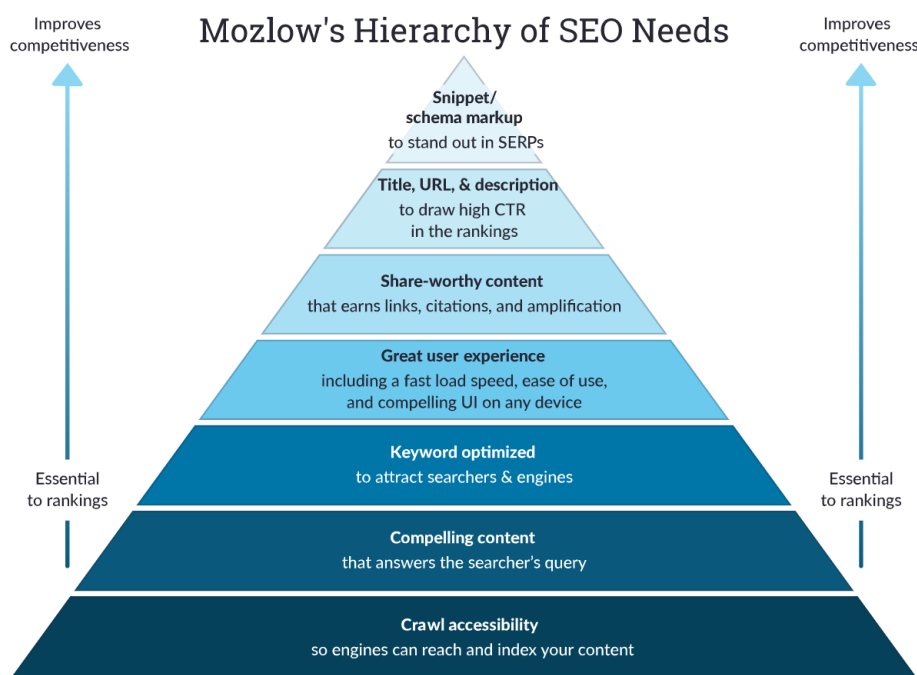 Mozlow's Hierarchy of SEO Needs
Improves
competitiveness
Improves
competitiveness
Snippet/
schema markup
to stand out in SERPs
Title, URL, & description
to draw high CTR
in the rankings
Share-worthy content
that earns links, citations, and amplification
Great user experience
including a fast load speed, ease of use,
and compelling UI on any device
Keyword optimized
to attract searchers & engines
Essential
to rankings
Essential
to rankings
Compelling content
that answers the searcher's query
Crawl accessibility
so engines can reach and index your content